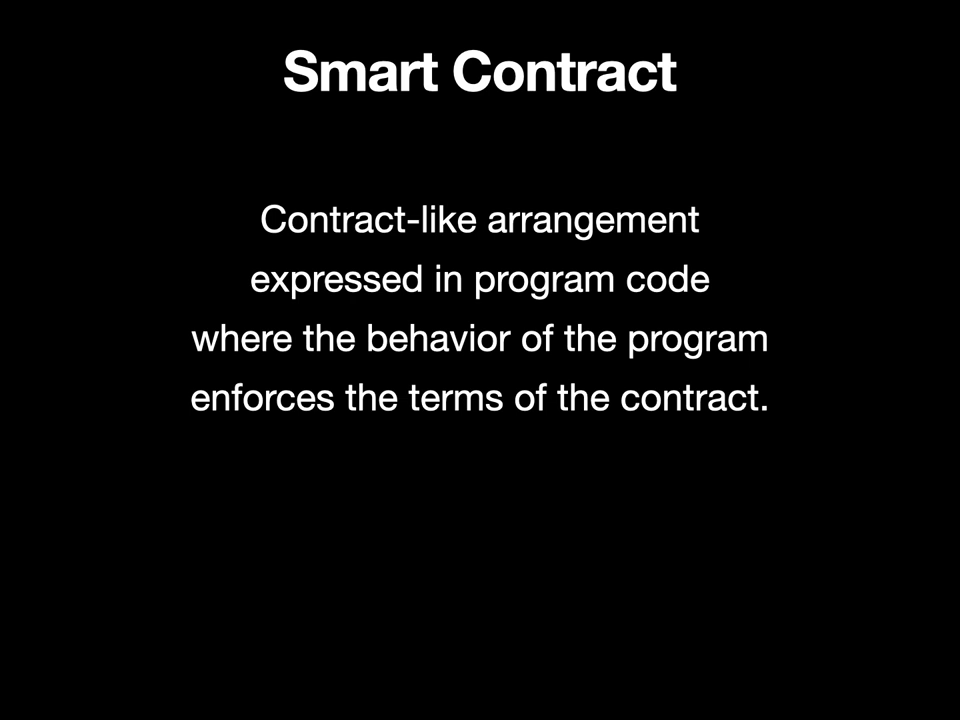 Smart Contract
Contract-like arrangement
expressed in program code
where the behavior of the program
enforces the terms of the contract.